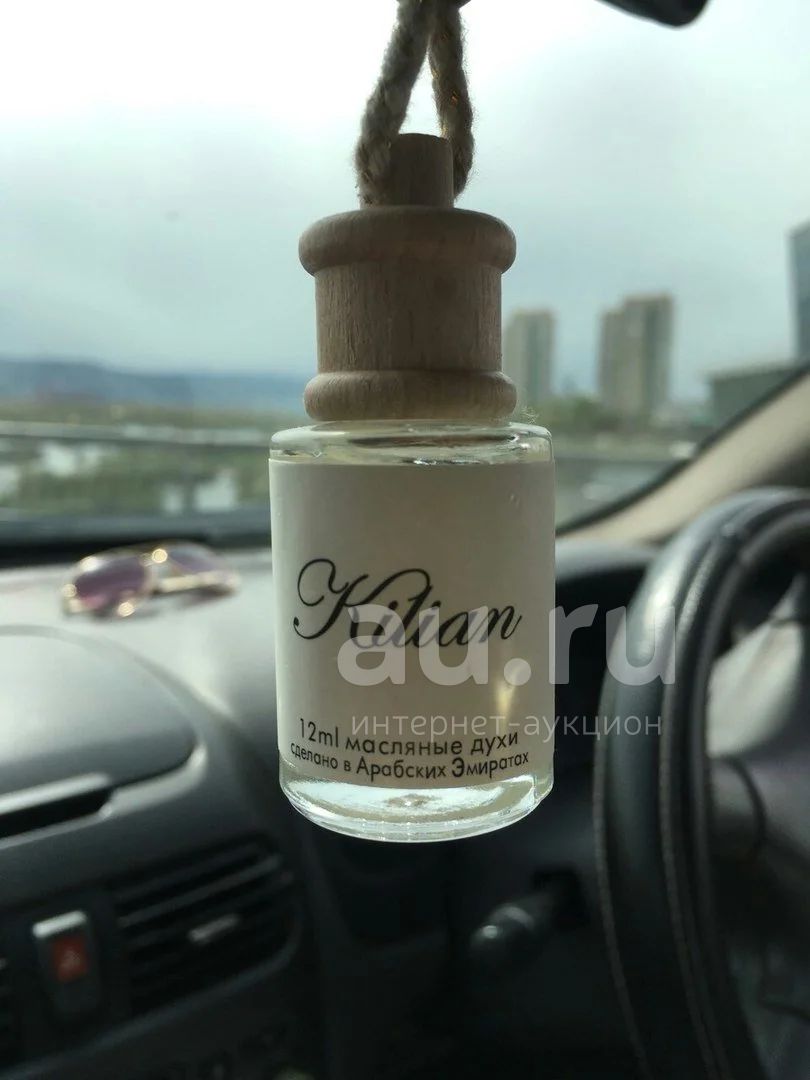 Kilian
au.ru
интернет-аукцион
12ml масляные духи
сделано в Арабских Эмиратах